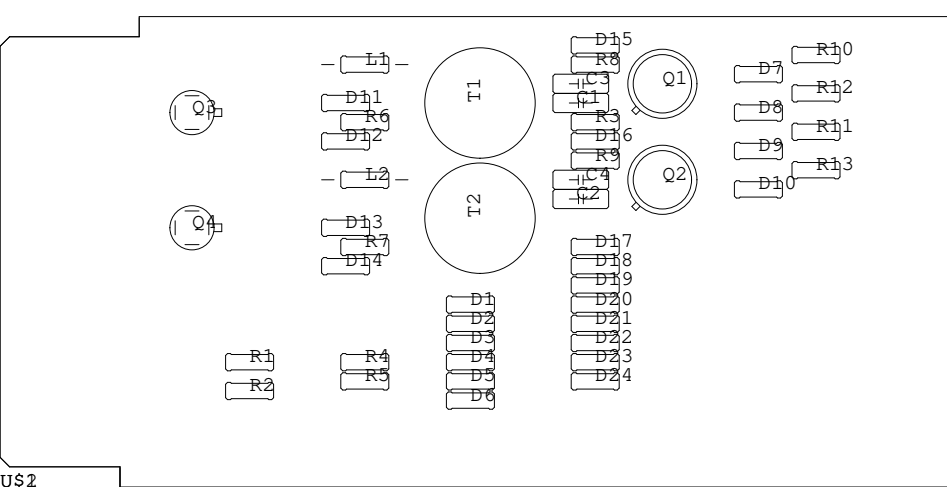 D15
R10
L1
R8
D7
T1
C3
Q1
R12
D11
C1
Q3
R6
R3
D8
R11
D12
D16
D9
R9
R13
L2
C4
Q2
D10
T2
C2
Q4
D13
R7
D17
D14
D18
D19
D1
D20
D2
D21
D3
D22
R1
R4
D4
D23
R2
R5
D5
D24
D6